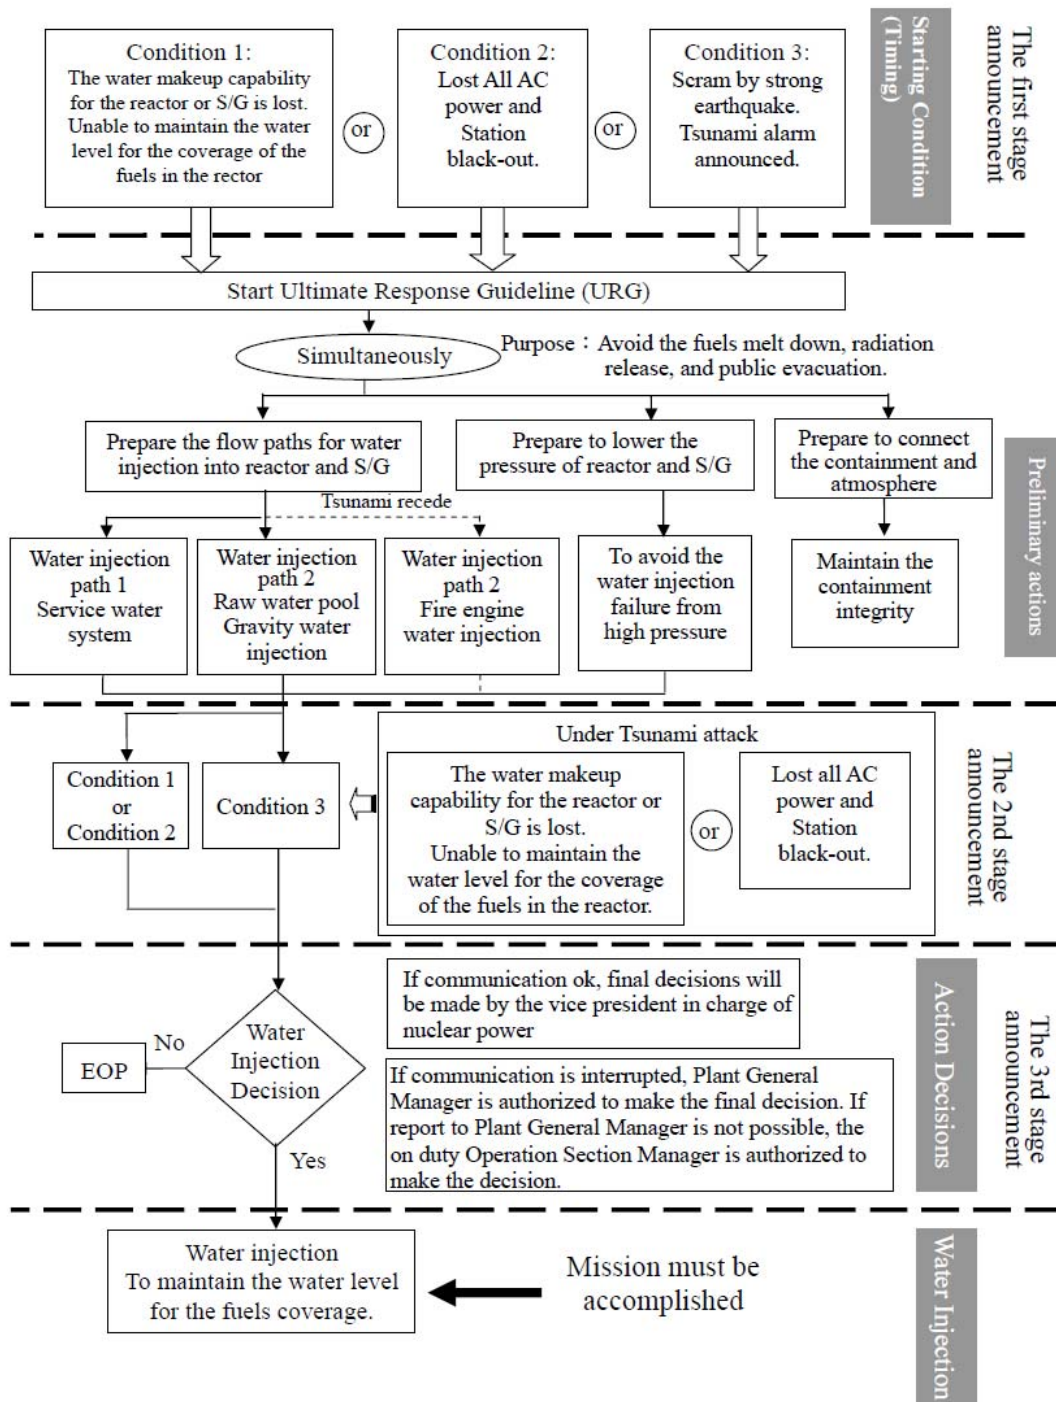 Condition 1:
The water makeup capability
for the reactor or S/G is lost.
Unable to maintain the water
level for the coverage of the
fuels in the rector
or
Condition 2:
Lost All AC
power and
Station
black-out.
or
Condition 3:
Scram by strong
earthquake.
Tsunami alarm
announced.
Starting Condition
(Timing)
The first stage
announcement
Start Ultimate Response Guideline (URG)
Simultaneously
Purpose：Avoid the fuels melt down, radiation
release, and public evacuation.
Prepare the flow paths for water
injection into reactor and S/G
Prepare to lower the
pressure of reactor and S/G
Prepare to connect
the containment and
atmosphere
Preliminary actions
Tsunami recede
Water injection
path 1
Service water
system
Water injection
path 2
Raw water pool
Gravity water
injection
Water injection
path 2
Fire engine
water injection
To avoid the
water injection
failure from
high pressure
Maintain the
containment
integrity
Condition 1
or
Condition 2
Condition 3
Under Tsunami attack
The water makeup
capability for the reactor or
S/G is lost.
Unable to maintain the
water level for the coverage
of the fuels in the reactor.
or
Lost all AC
power and
Station
black-out.
The 2nd stage
announcement
Water
Injection
Decision
No
EOP
Yes
If communication ok, final decisions will
be made by the vice president in charge of
nuclear power
If communication is interrupted, Plant General
Manager is authorized to make the final decision. If
report to Plant General Manager is not possible, the
on duty Operation Section Manager is authorized to
make the decision.
Action Decisions
The 3rd stage
announcement
Water injection
To maintain the water level
for the fuels coverage.
Mission must be
accomplished
Water Injection